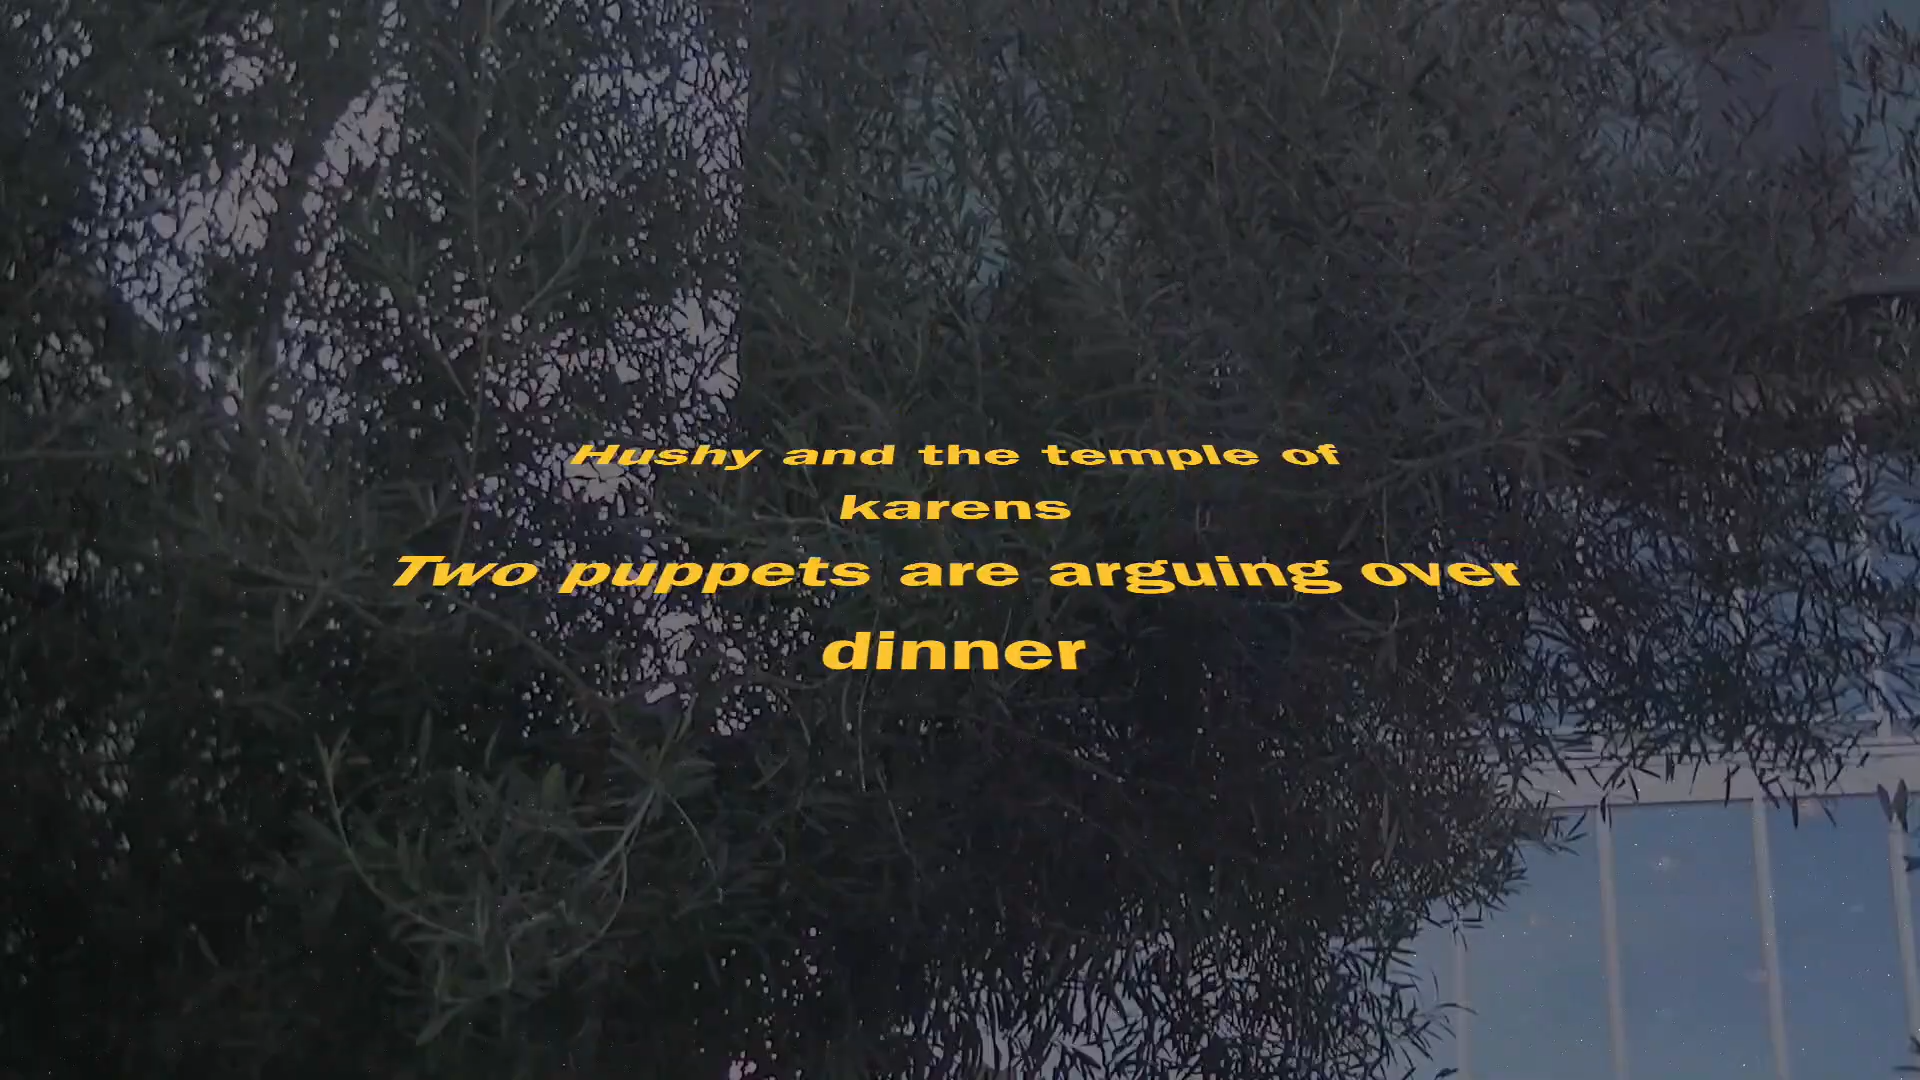 Hushy and the temple of
karens
Two puppets are arguing over
dinner